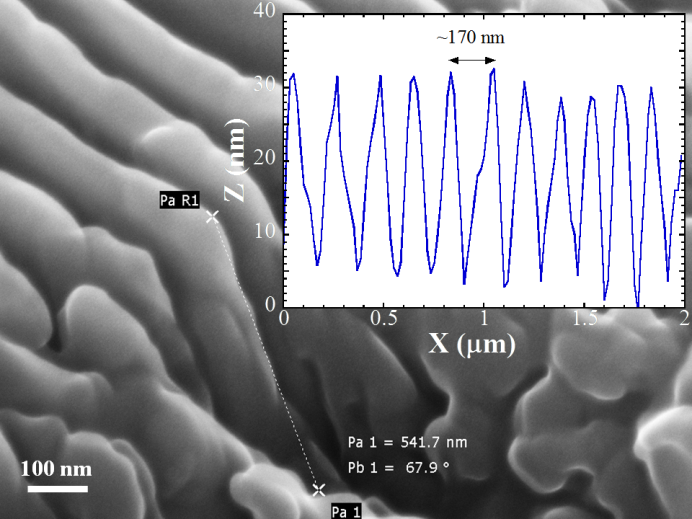 40
~170 nm
30
Z (nm)
20
10
0
0
0.5
1
1.5
2
X (µm)
Pa R1
Pa 1 = 541.7 nm
Pb 1 = 67.9 °
100 nm
Pa 1